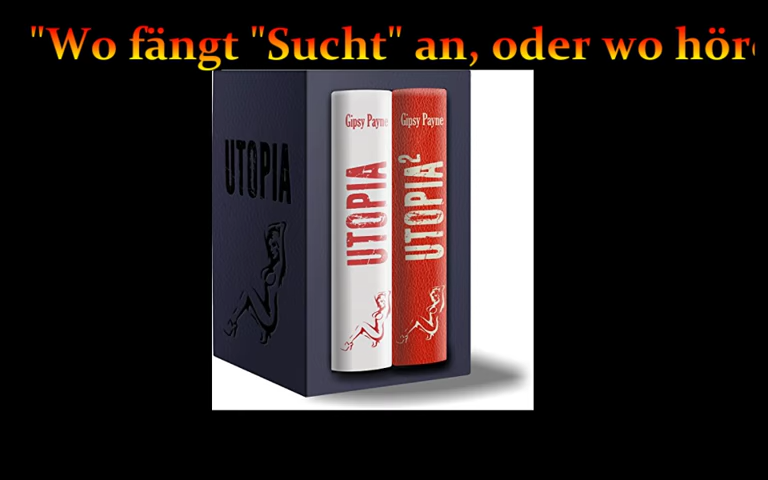 "Wo fängt "Sucht" an, oder wo hör
UTOPIA
Gipsy Payne
UTOPIA
Gipsy Payne
UTOPIA²